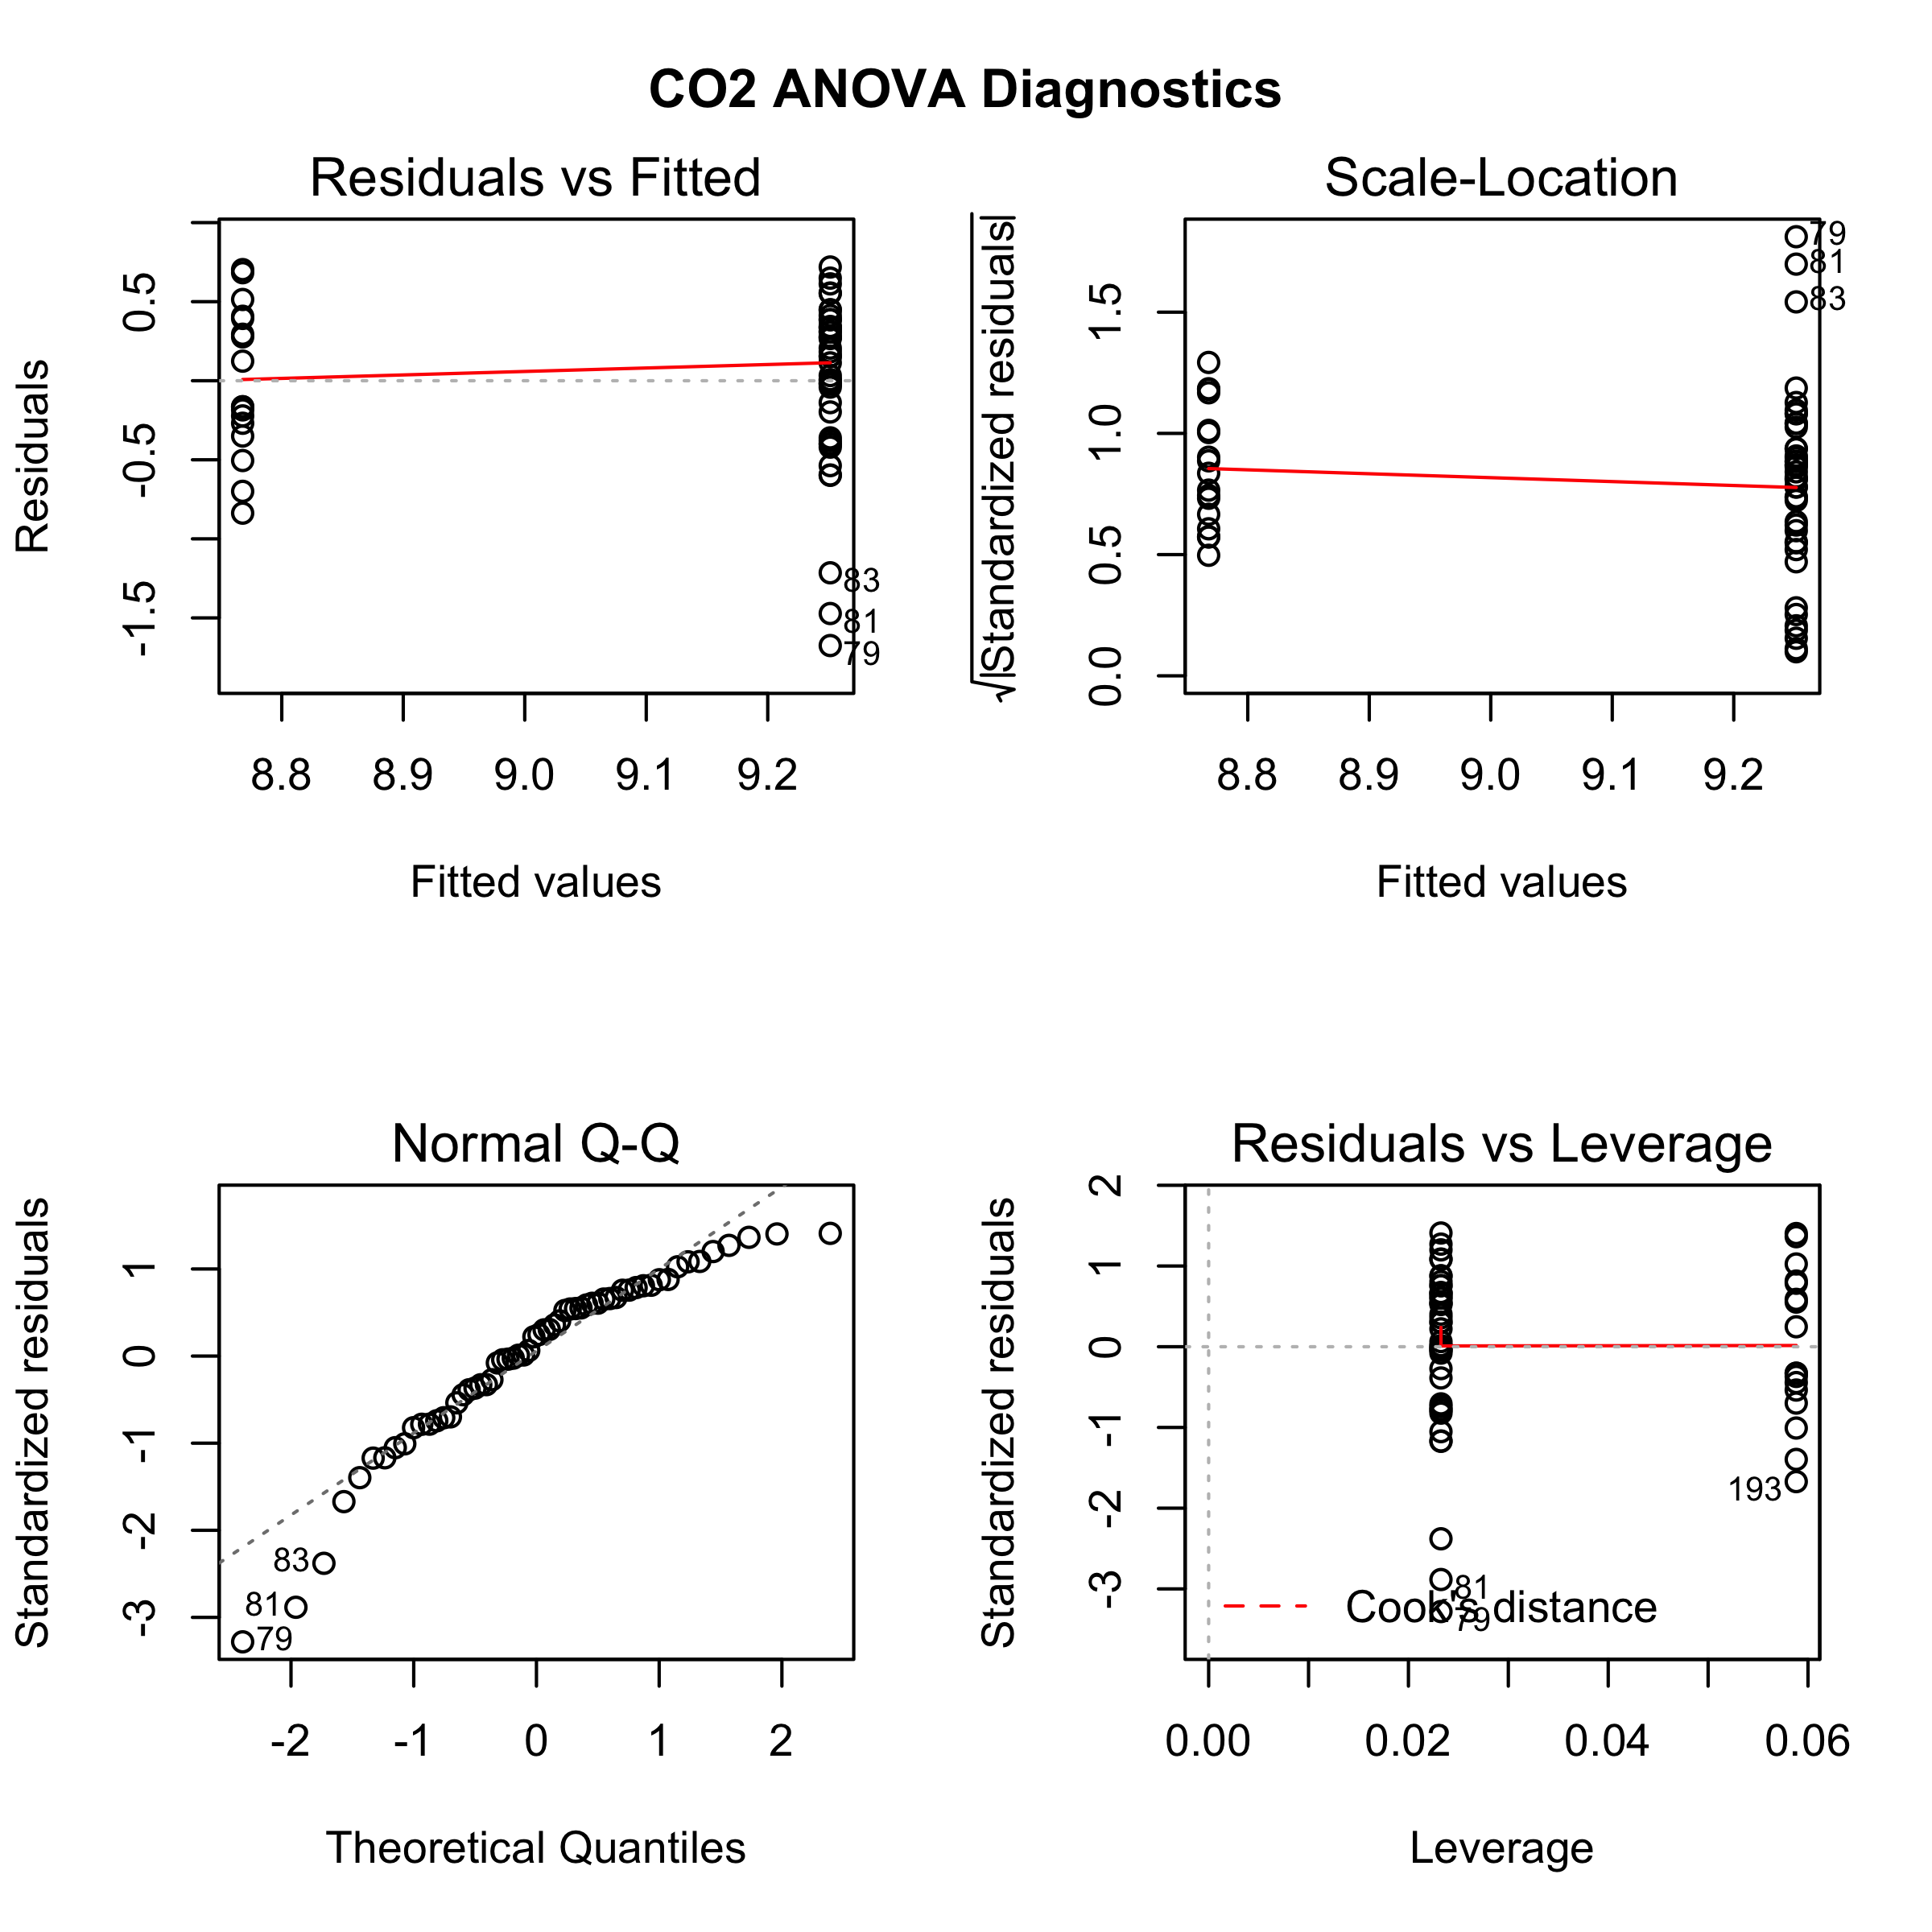 CO2 ANOVA Diagnostics
Residuals vs Fitted
Residuals
0.5
-0.5
-1.5
83
81
79
8.8 8.9 9.0 9.1 9.2
Fitted values
Scale-Location
√|Standardized residuals|
1.5
1.0
0.5
0.0
79
81
83
8.8 8.9 9.0 9.1 9.2
Fitted values
Normal Q-Q
Standardized residuals
1
0
-1
-2
-3
83
81
79
-2 -1 0 1 2
Theoretical Quantiles
Residuals vs Leverage
Standardized residuals
2
1
0
-1
-2
-3
193
81
Cook's distance
79
0.00 0.02 0.04 0.06
Leverage